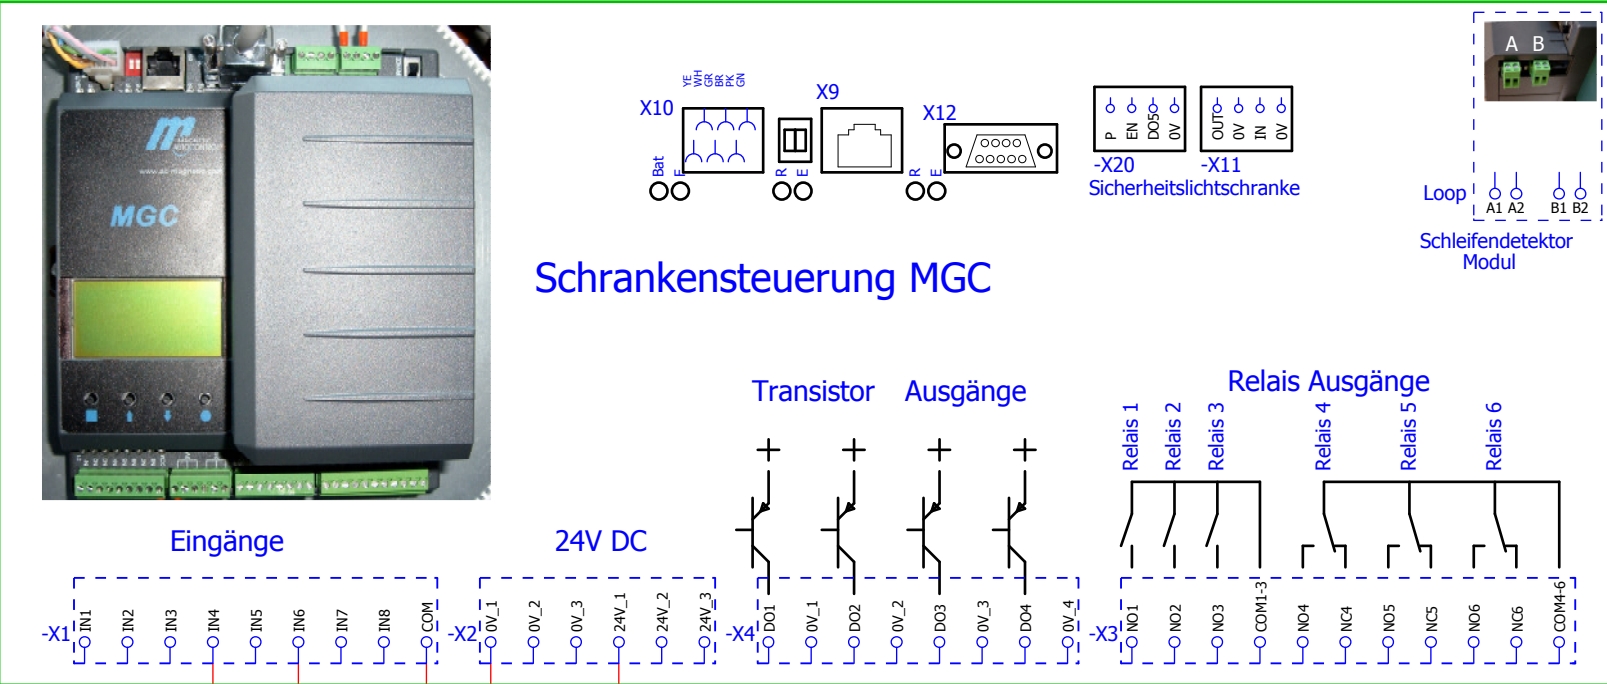 A B
YE
WH
GR
BR
PK
GN
X10
X9
X12
Bat
F
R
E
R
E
P
EN
DO5
0V
OUT
0V
IN
0V
-X20
-X11
Sicherheitslichtschranke
Loop
A1 A2 B1 B2
Schleifendetektor
Modul
MGC
Schrankensteuerung MGC
Transistor Ausgänge
Relais Ausgänge
Relais 1
Relais 2
Relais 3
Relais 4
Relais 5
Relais 6
Eingänge
24V DC
-X1
IN1
IN2
IN3
IN4
IN5
IN6
IN7
IN8
COM
-X2
0V_1
0V_2
0V_3
24V_1
24V_2
24V_3
-X4
DO1
0V_1
DO2
0V_2
DO3
0V_3
DO4
0V_4
-X3
NO1
NO2
NO3
COM1-3
NO4
NC4
NO5
NC5
NO6
NC6
COM4-6